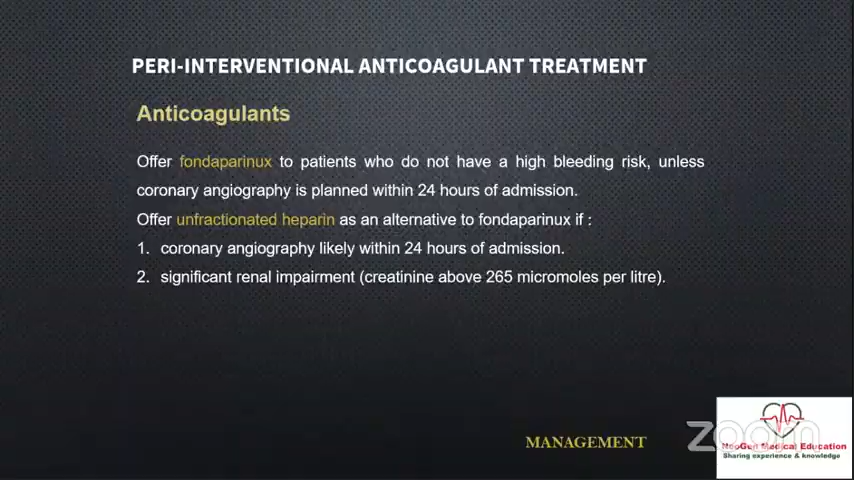 PERI-INTERVENTIONAL ANTICOAGULANT TREATMENT
Anticoagulants
Offer fondaparinux to patients who do not have a high bleeding risk, unless
coronary angiography is planned within 24 hours of admission.
Offer unfractionated heparin as an alternative to fondaparinux if :
1. coronary angiography likely within 24 hours of admission.
2. significant renal impairment (creatinine above 265 micromoles per litre).
MANAGEMENT
zoom
NeoGen Medical Education
Sharing experience & knowledge